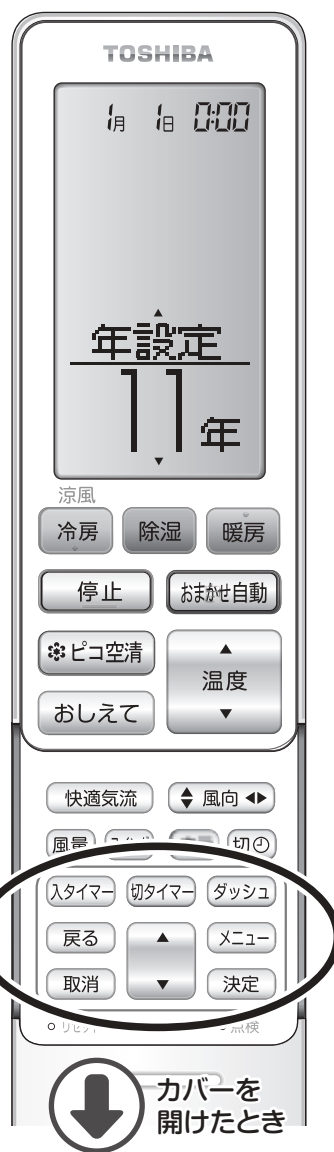 TOSHIBA
1月 1日 0:00
年設定
11年
涼風
冷房 除湿 暖房
停止 おまかせ自動
ピコ空清
温度
おしえて
快適気流 風向
風量 切
入タイマー 切タイマー ダッシュ
戻る メニュー
取消 決定
リセット 点検
カバーを
開けたとき